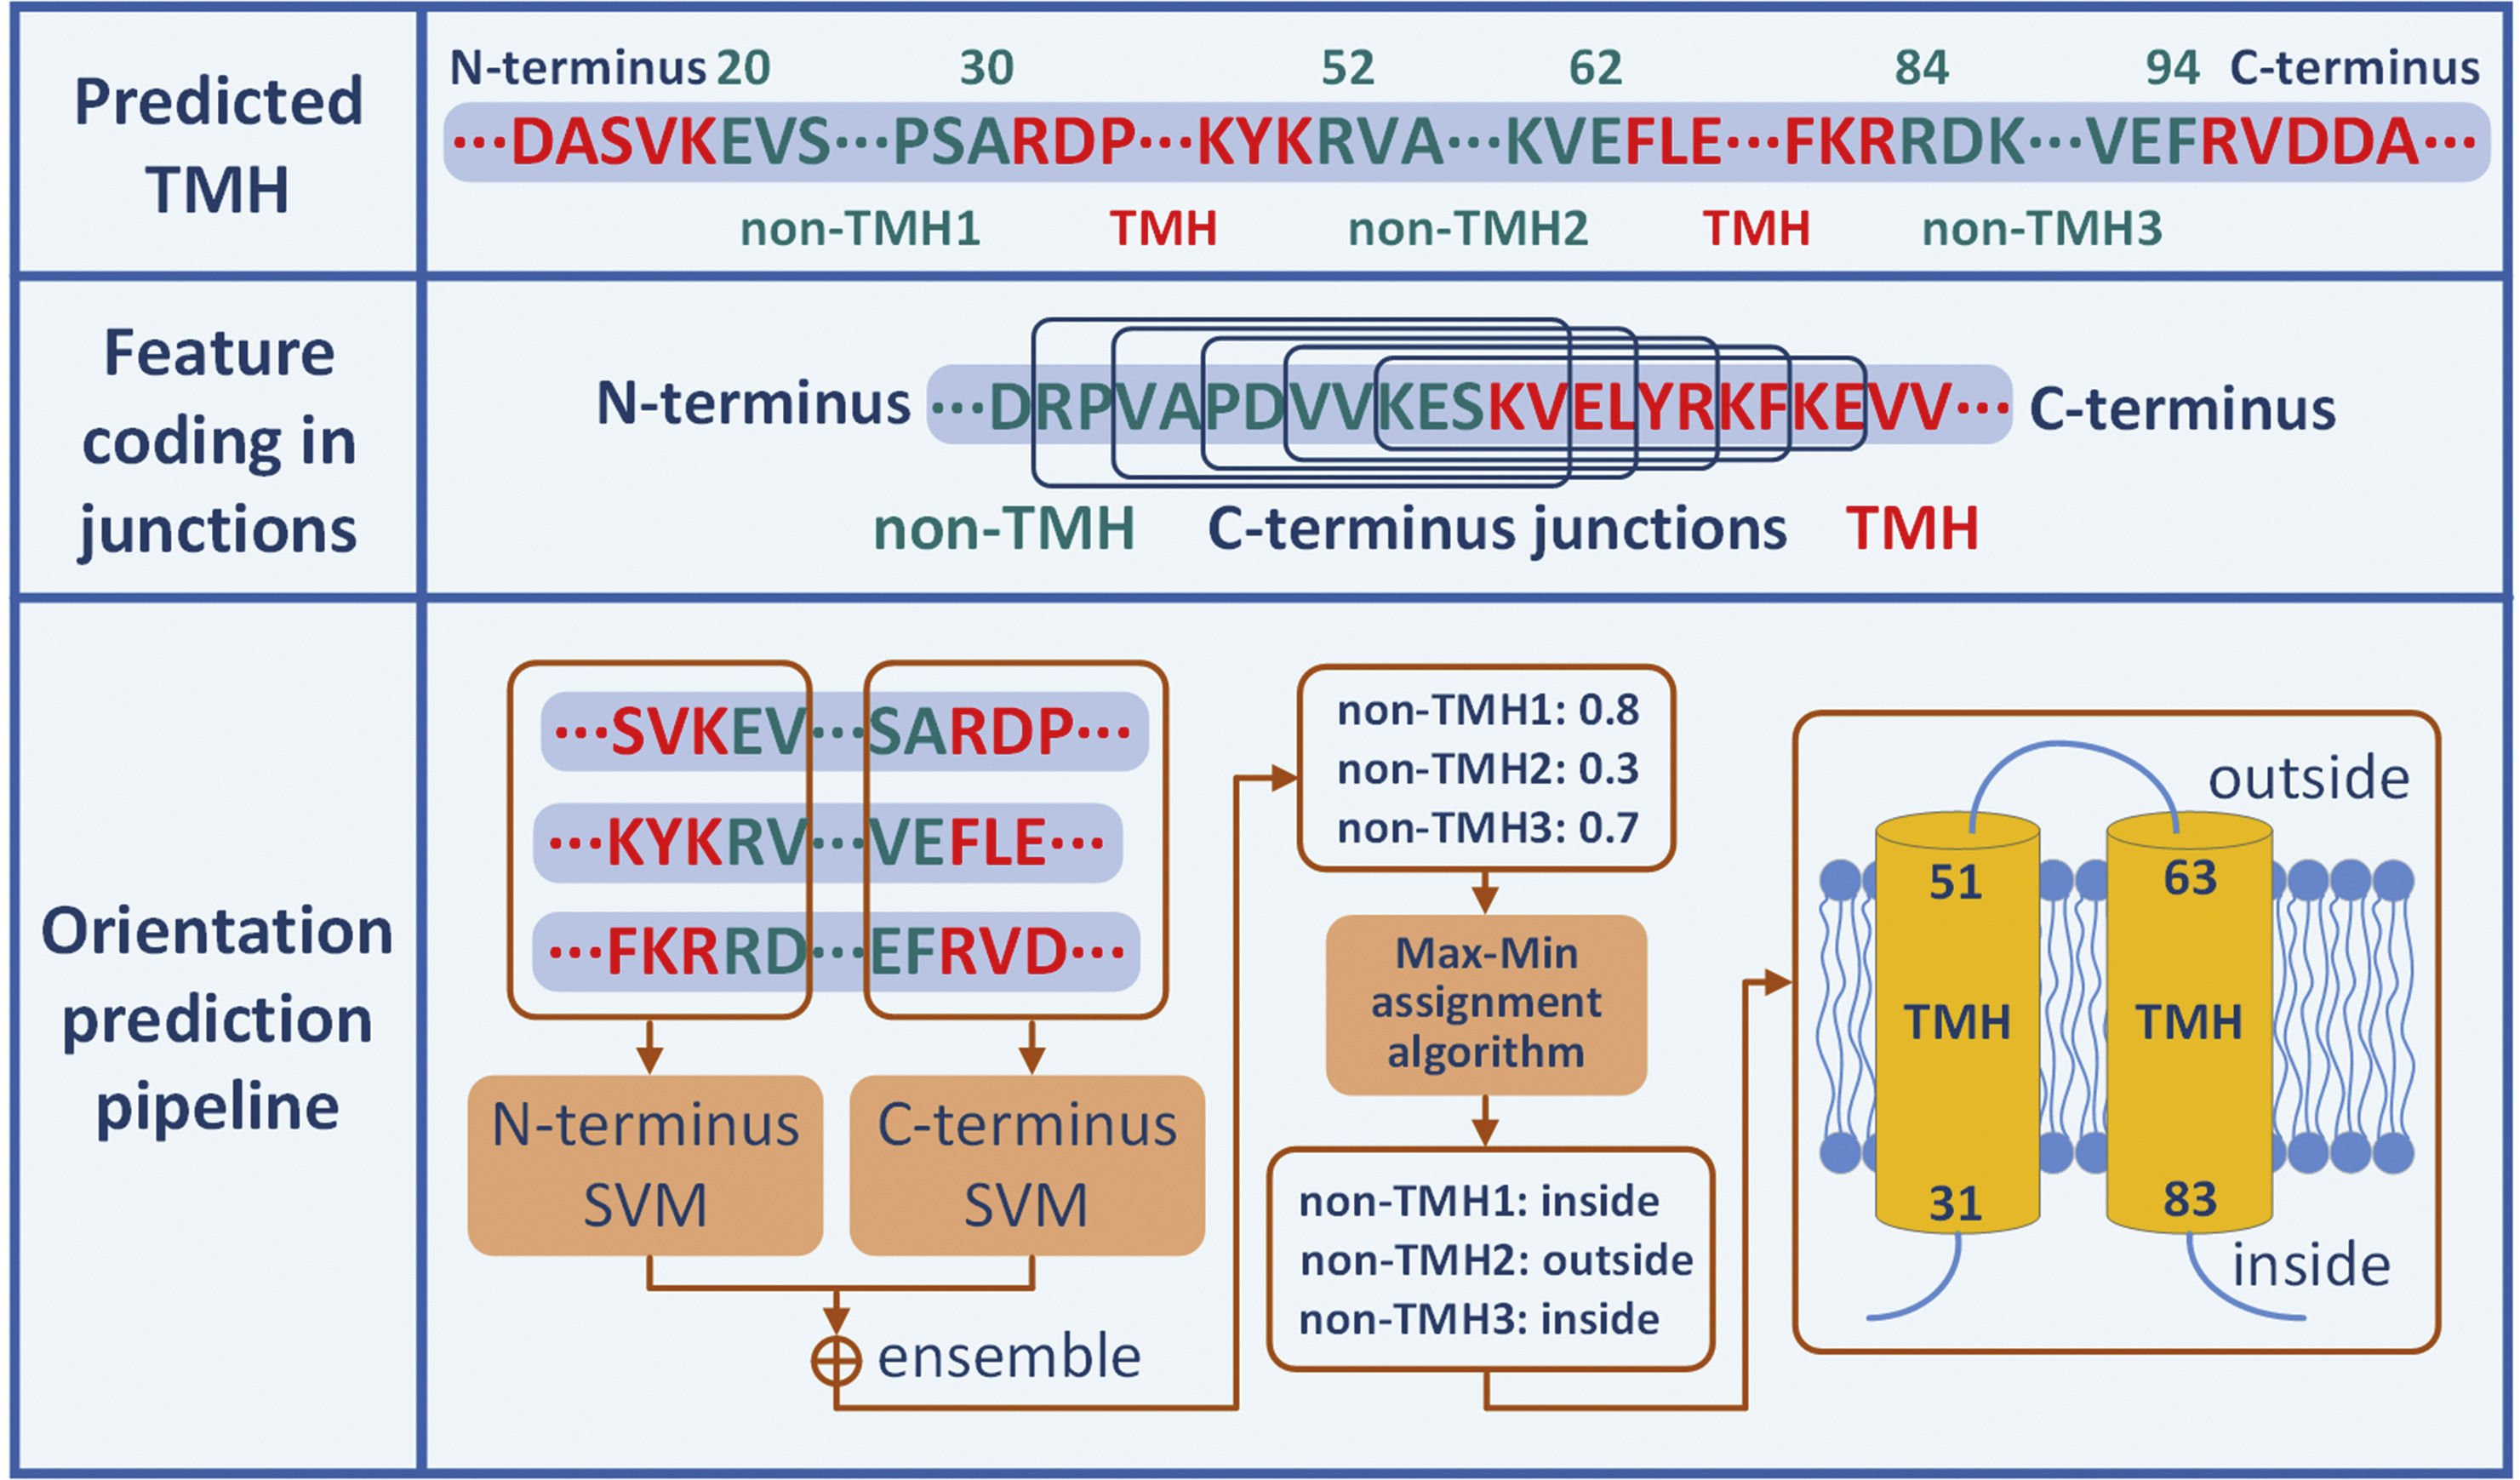 Predicted
TMH
N-terminus 20 30 52 62 84 94 C-terminus
···DASVKEVS···PSARDP···KYKRVA···KVEFLE···FKRRDK···VEFRVDDA···
non-TMH1 TMH non-TMH2 TMH non-TMH3
Feature
coding in
junctions
N-terminus ···DRPVAPDVVKESKVELYRKFKEVV··· C-terminus
non-TMH C-terminus junctions TMH
Orientation
prediction
pipeline
···SVKEV···SARDP···
···KYKRV···VEFLE···
···FKRRD···EFRVD···
N-terminus
SVM
C-terminus
SVM
ensemble
non-TMH1: 0.8
non-TMH2: 0.3
non-TMH3: 0.7
Max-Min
assignment
algorithm
non-TMH1: inside
non-TMH2: outside
non-TMH3: inside
outside
51 63
TMH TMH
31 83
inside